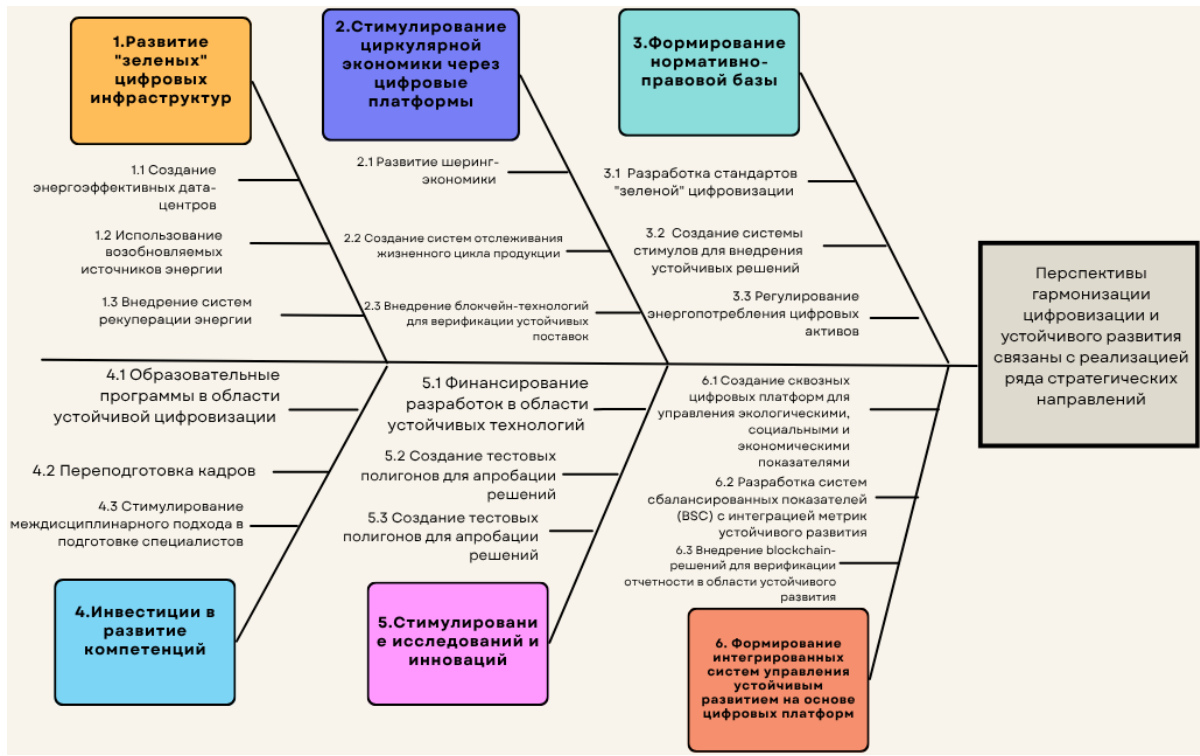 1.Развитие
"зеленых"
цифровых
инфраструктур
2.Стимулирование
циркулярной
экономики через
цифровые
платформы
3.Формирование
нормативно-
правовой базы
1.1 Создание
энергоэффективных дата-
центров
1.2 Использование
возобновляемых
источников энергии
1.3 Внедрение систем
рекуперации энергии
2.1 Развитие шеринг-
экономики
2.2 Создание систем отслеживания
жизненного цикла продукции
2.3 Внедрение блокчейн-технологий
для верификации устойчивых
поставок
3.1 Разработка стандартов
"зеленой" цифровизации
3.2 Создание системы
стимулов для внедрения
устойчивых решений
3.3 Регулирование
энергопотребления цифровых
активов
Перспективы
гармонизации
цифровизации и
устойчивого развития
связаны с реализацией
ряда стратегических
направлений
4.1 Образовательные
программы в области
устойчивой цифровизации
4.2 Переподготовка кадров
4.3 Стимулирование
междисциплинарного подхода в
подготовке специалистов
5.1 Финансирование
разработок в области
устойчивых технологий
5.2 Создание тестовых
полигонов для апробации
решений
5.3 Создание тестовых
полигонов для апробации
решений
6.1 Создание сквозных
цифровых платформ для
управления экологическими,
социальными и
экономическими
показателями
6.2 Разработка систем
сбалансированных показателей
(BSC) с интеграцией метрик
устойчивого развития
6.3 Внедрение blockchain-
решений для верификации
отчетности в области устойчивого
развития
4.Инвестиции в
развитие
компетенций
5.Стимулировани
е исследований и
инноваций
6. Формирование
интегрированных
систем управления
устойчивым
развитием на основе
цифровых платформ